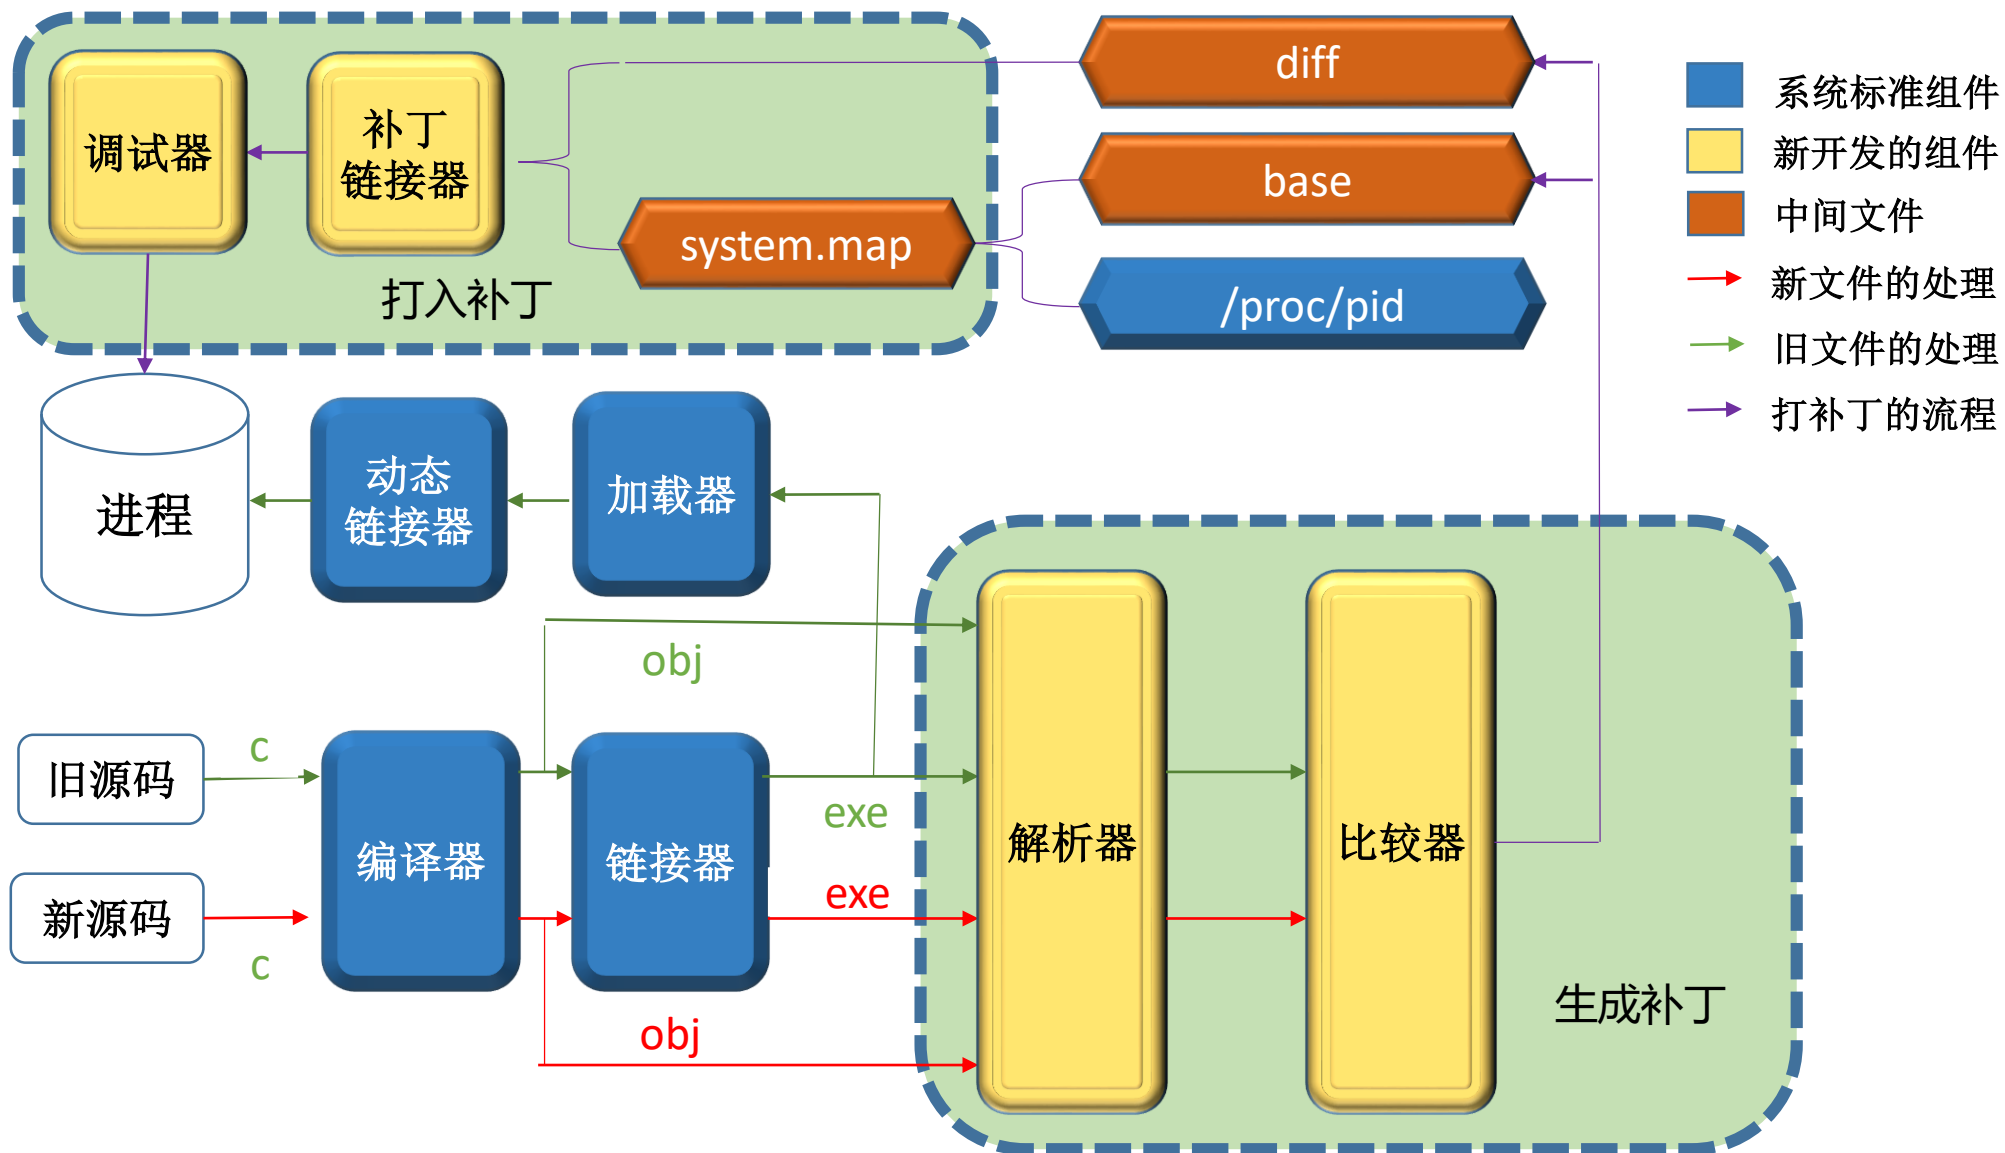 调试器
补丁
链接器
打入补丁
system.map
diff
base
/proc/pid
系统标准组件
新开发的组件
中间文件
新文件的处理
旧文件的处理
打补丁的流程
进程
动态
链接器
加载器
obj
旧源码
c
新源码
c
编译器
链接器
exe
exe
obj
解析器
比较器
生成补丁